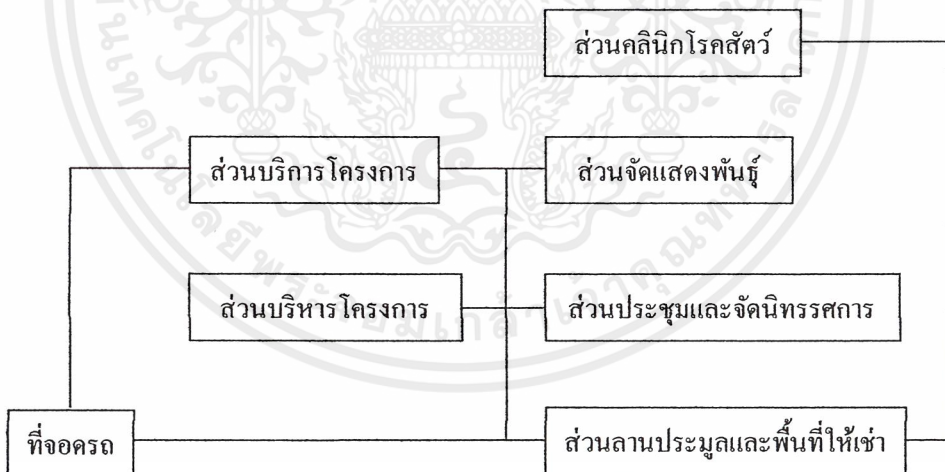 ส่วนคลินิกโรคสัตว์
ส่วนบริการโครงการ
ส่วนจัดแสดงพันธุ์
ส่วนบริหารโครงการ
ส่วนประชุมและจัดนิทรรศการ
ที่จอดรถ
ส่วนลานประมูลและพื้นที่ให้เช่า